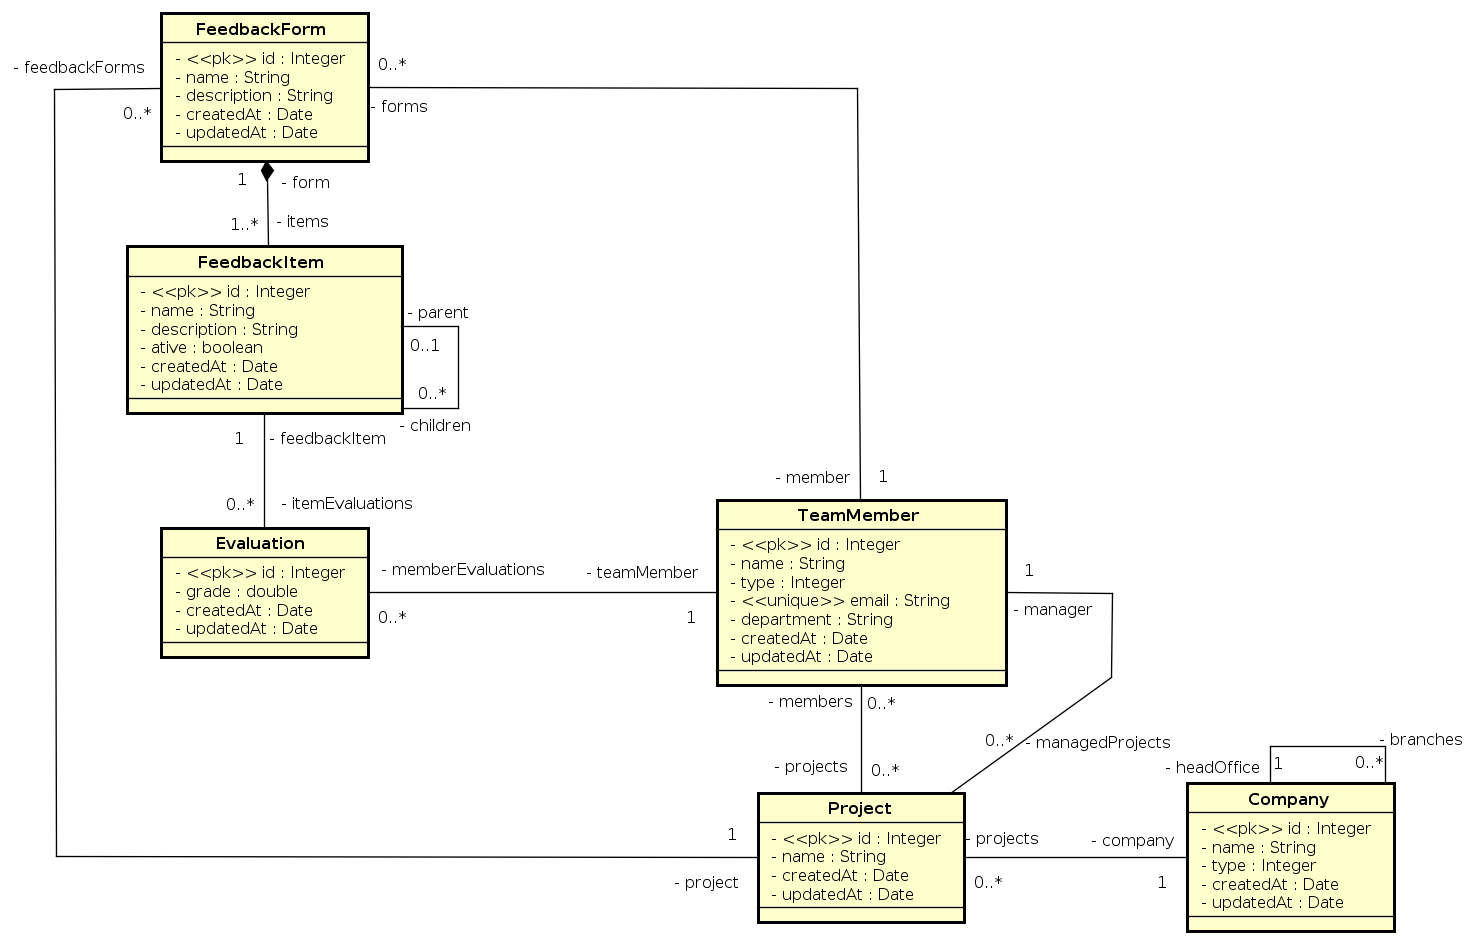 FeedbackForm
- <<pk>> id : Integer
- name : String
- description : String
- createdAt : Date
- updatedAt : Date
- feedbackForms
0..*
0..*
- forms
1
- form
1..*
- items
FeedbackItem
- <<pk>> id : Integer
- name : String
- description : String
- ative : boolean
- createdAt : Date
- updatedAt : Date
- parent
0..1
0..*
- children
1
- feedbackItem
0..*
- itemEvaluations
Evaluation
- <<pk>> id : Integer
- grade : double
- createdAt : Date
- updatedAt : Date
- memberEvaluations
0..*
- teamMember
1
- member
1
TeamMember
- <<pk>> id : Integer
- name : String
- type : Integer
- <<unique>> email : String
- department : String
- createdAt : Date
- updatedAt : Date
1
- manager
- members
0..*
0..*
- managedProjects
- projects
0..*
Project
- <<pk>> id : Integer
- name : String
- createdAt : Date
- updatedAt : Date
1
- project
- projects
0..*
- company
1
- headOffice
1
- branches
0..*
Company
- <<pk>> id : Integer
- name : String
- type : Integer
- createdAt : Date
- updatedAt : Date